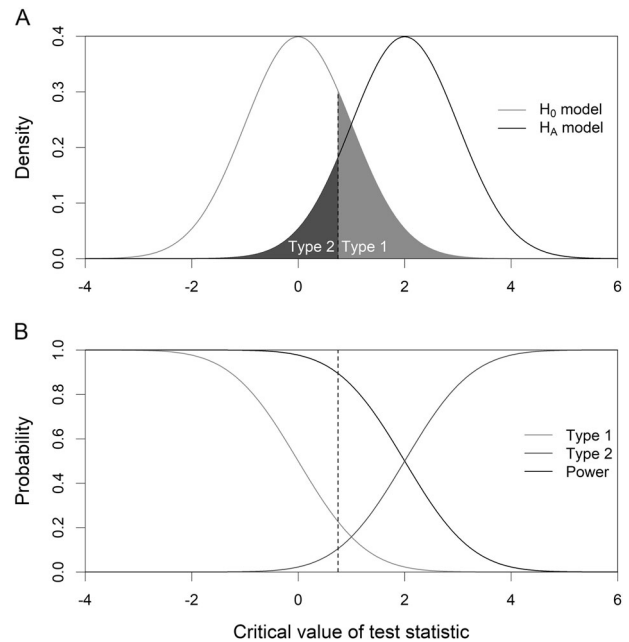 A
Density
0.4
0.3
0.2
0.1
0.0
H0 model
HA model
Type 2 Type 1
-4 -2 0 2 4 6
B
Probability
1.0
0.8
0.6
0.4
0.2
0.0
Type 1
Type 2
Power
-4 -2 0 2 4 6
Critical value of test statistic